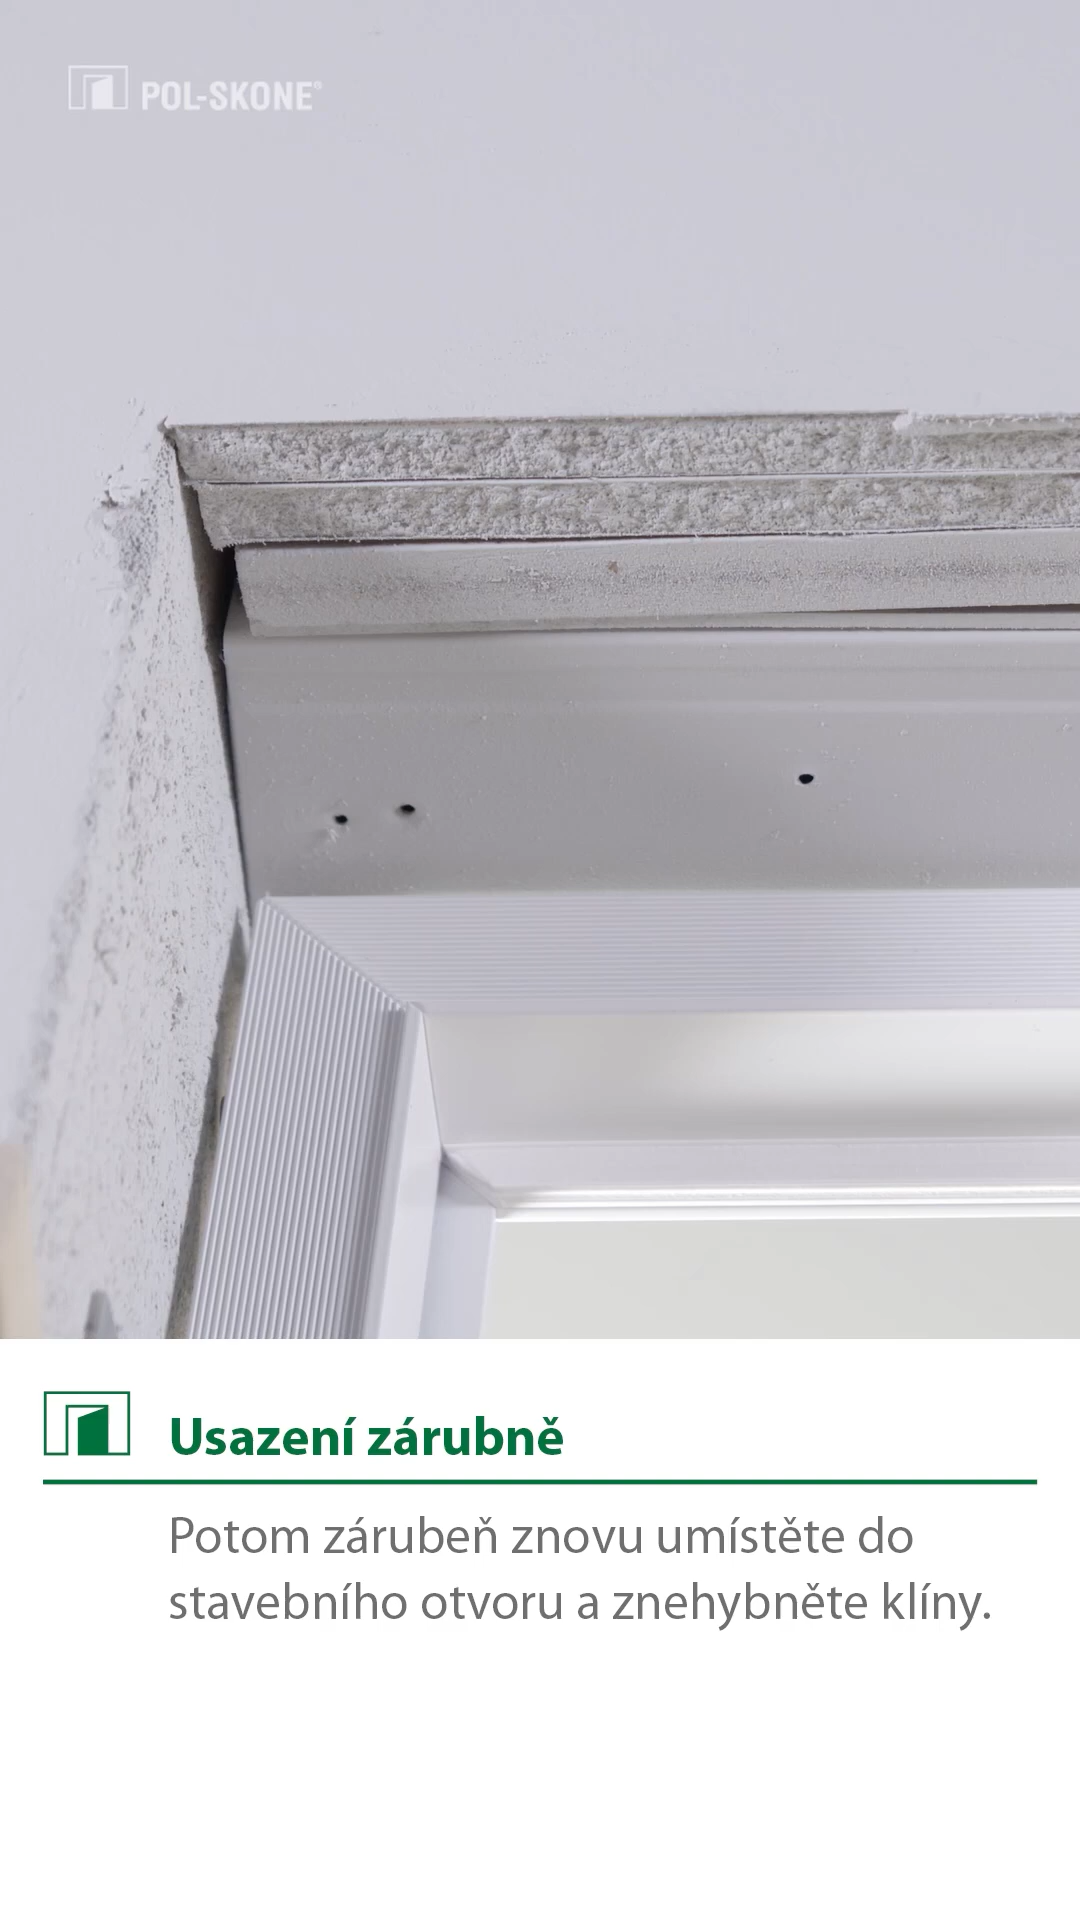 POL-SKONE®
Usazení zárubně
Potom zárubeň znovu umístěte do
stavebního otvoru a znehybněte klíny.